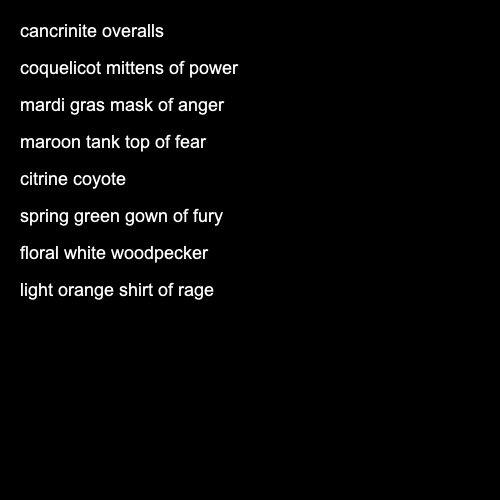 cancrinite overalls
coquelicot mittens of power
mardi gras mask of anger
maroon tank top of fear
citrine coyote
spring green gown of fury
floral white woodpecker
light orange shirt of rage